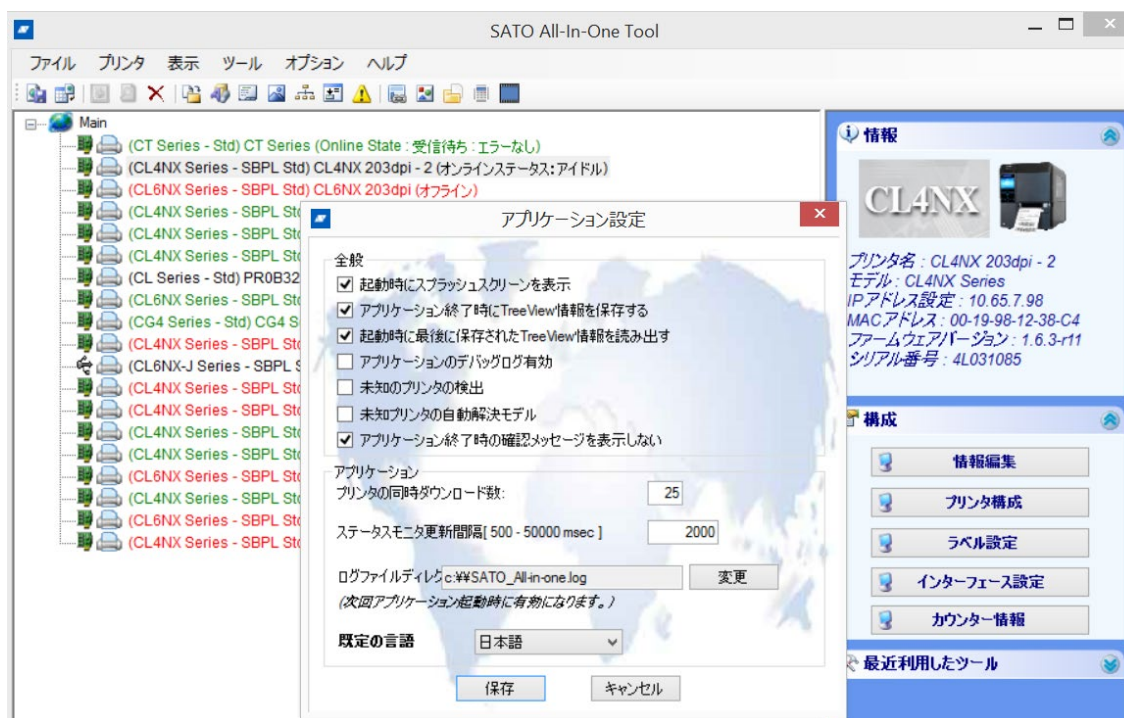 SATO All-In-One Tool
ファイル プリンタ 表示 ツール オプション ヘルプ
Main
(CT Series - Std) CT Series (Online State : 受信待ち : エラーなし)
(CL4NX Series - SBPL Std) CL4NX 203dpi - 2 (オンラインステータス : アイドル)
(CL6NX Series - SBPL Std) CL6NX 203dpi (オフライン)
(CL4NX Series - SBPL Std
(CL4NX Series - SBPL Std
(CL4NX Series - SBPL Std
(CL Series - Std) PR0B32
(CL6NX Series - SBPL Std
(CG4 Series - Std) CG4 S
(CL4NX Series - SBPL Std
(CL6NX-J Series - SBPL S
(CL4NX Series - SBPL Std
(CL4NX Series - SBPL Std
(CL4NX Series - SBPL Std
(CL4NX Series - SBPL Std
(CL6NX Series - SBPL Std
(CL4NX Series - SBPL Std
(CL6NX Series - SBPL Std
(CL4NX Series - SBPL Std
アプリケーション設定
全般
起動時にスプラッシュスクリーンを表示
アプリケーション終了時にTreeView情報を保存する
起動時に最後に保存されたTreeView情報を読み出す
アプリケーションのデバッグログ有効
未知のプリンタの検出
未知プリンタの自動解決モデル
アプリケーション終了時の確認メッセージを表示しない
アプリケーション
プリンタの同時ダウンロード数: 25
ステータスモニタ更新間隔[ 500 - 50000 msec ] 2000
ログファイルディレク c:¥¥SATO_All-in-one.log 変更
(次回アプリケーション起動時に有効になります。)
既定の言語 日本語
保存 キャンセル
情報
CL4NX
プリンタ名 : CL4NX 203dpi - 2
モデル : CL4NX Series
IPアドレス設定 : 10.65.7.98
MACアドレス : 00-19-98-12-38-C4
ファームウェアバージョン : 1.6.3-r11
シリアル番号 : 4L031085
構成
情報編集
プリンタ構成
ラベル設定
インターフェース設定
カウンター情報
最近利用したツール